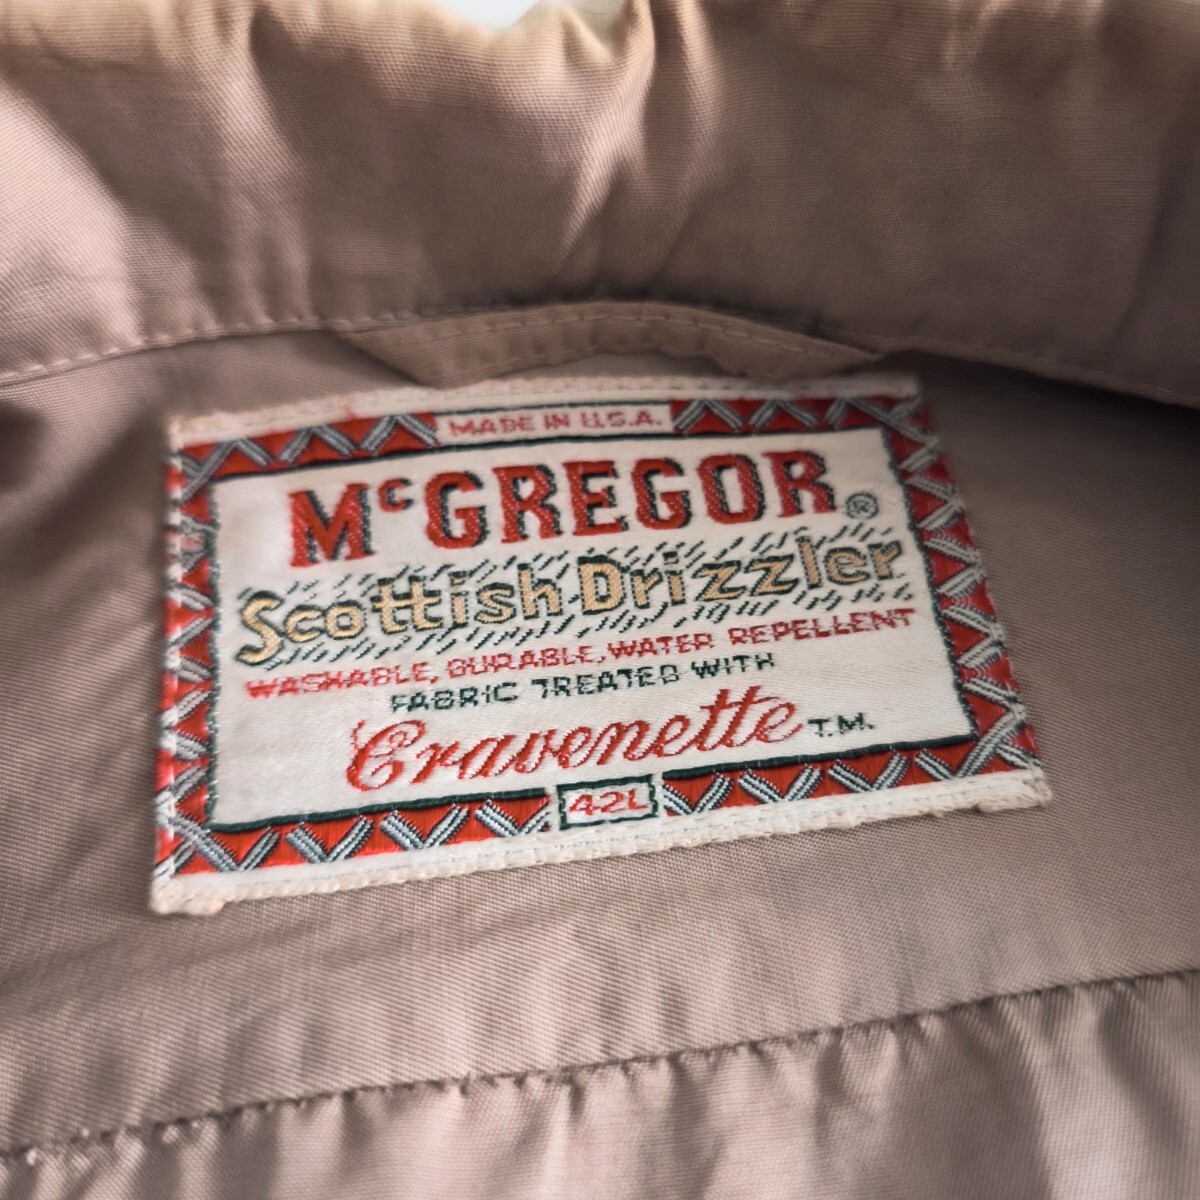 MADE IN U.S.A.
McGREGOR®
Scottish Drizzler
WASHABLE, DURABLE, WATER REPELLENT
FABRIC TREATED WITH
Cravenette T.M.
42L